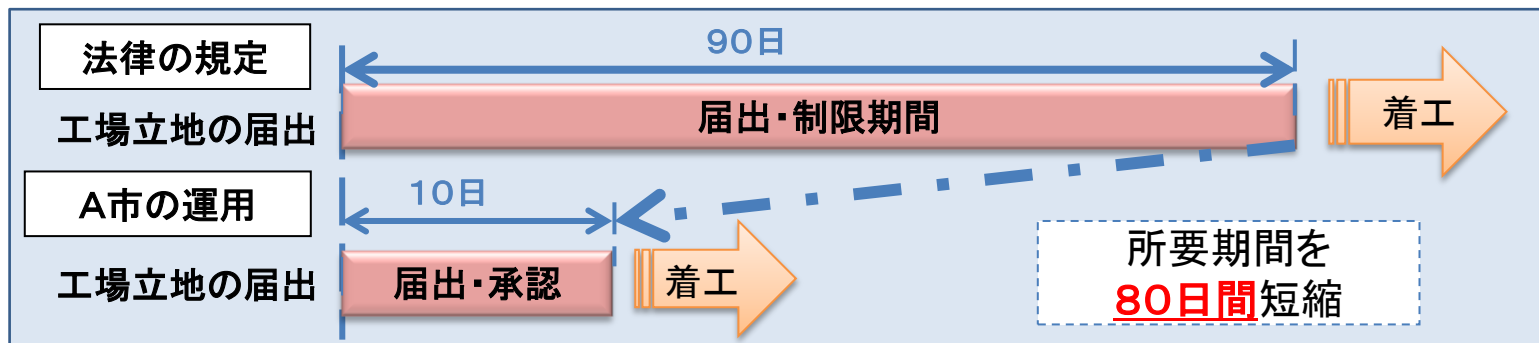 法律の規定
90日
工場立地の届出
届出・制限期間
着工
A市の運用
10日
工場立地の届出
届出・承認
着工
所要期間を
80日間短縮